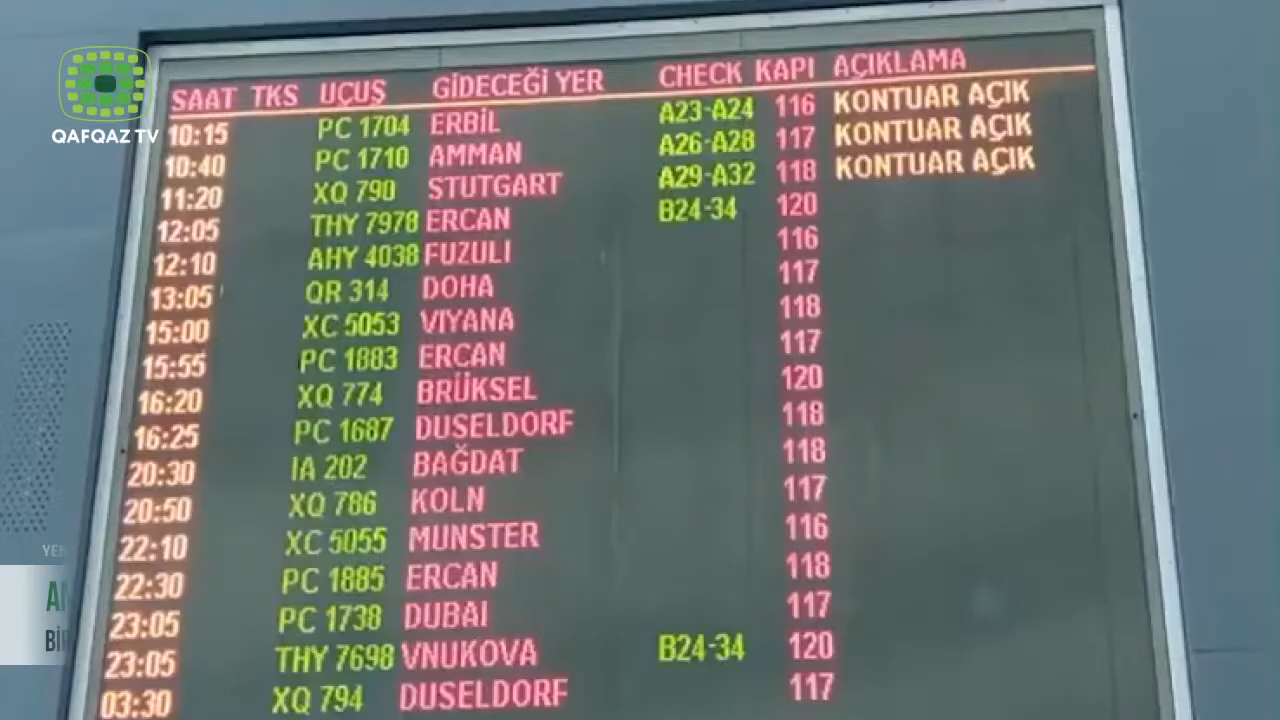 QAFQAZ TV
SAAT TKS UÇUŞ GİDECEĞİ YER CHECK KAPI AÇIKLAMA
10:15 PC 1704 ERBİL A23-A24 116 KONTUAR AÇIK
10:40 PC 1710 AMMAN A26-A28 117 KONTUAR AÇIK
11:20 XQ 790 STUTGART A29-A32 118 KONTUAR AÇIK
12:05 THY 7978 ERCAN B24-34 120
12:10 AHY 4038 FUZULI 116
13:05 QR 314 DOHA 117
15:00 XC 5053 VIYANA 118
15:55 PC 1883 ERCAN 117
16:20 XQ 774 BRÜKSEL 120
16:25 PC 1687 DUSELDORF 118
20:30 IA 202 BAĞDAT 118
20:50 XQ 786 KOLN 117
22:10 XC 5055 MUNSTER 116
22:30 PC 1885 ERCAN 118
23:05 PC 1738 DUBAI 117
23:05 THY 7698 VNUKOVA B24-34 120
03:30 XQ 794 DUSELDORF 117